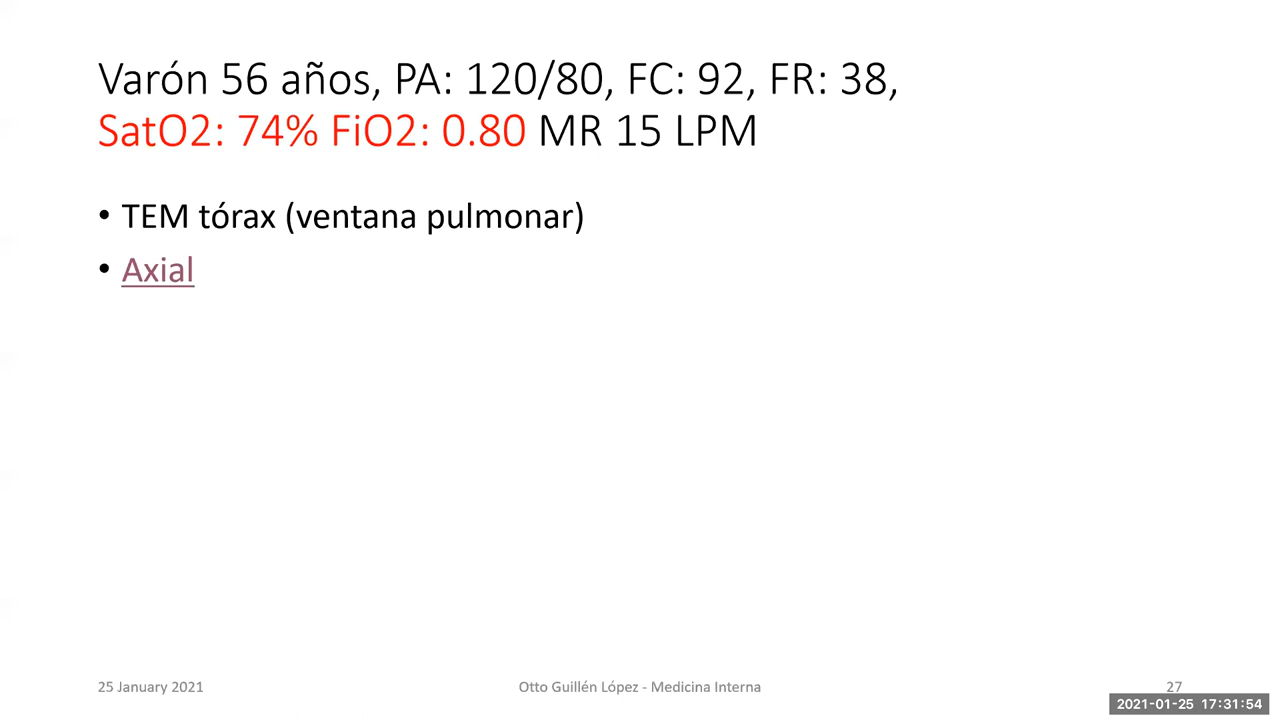 Varón 56 años, PA: 120/80, FC: 92, FR: 38,
SatO2: 74% FiO2: 0.80 MR 15 LPM
• TEM tórax (ventana pulmonar)
• Axial
25 January 2021
Otto Guillén López - Medicina Interna
27
2021-01-25 17:31:54